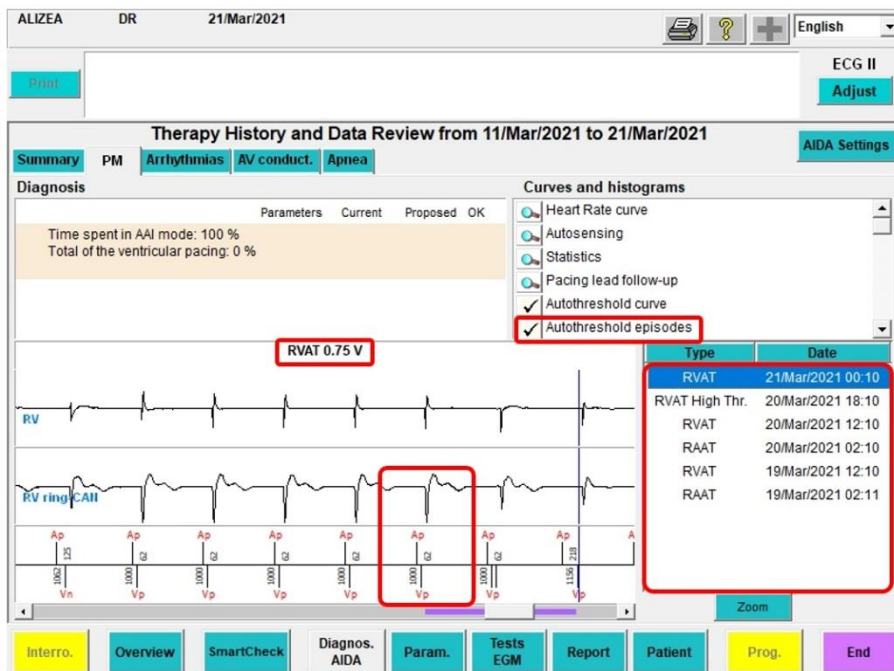 ALIZEA DR 21/Mar/2021
English
ECG II
Print
Adjust
Therapy History and Data Review from 11/Mar/2021 to 21/Mar/2021
AIDA Settings
Summary PM Arrhythmias AV conduct. Apnea
Diagnosis
Parameters Current Proposed OK
Time spent in AAI mode: 100 %
Total of the ventricular pacing: 0 %
Curves and histograms
Heart Rate curve
Autosensing
Statistics
Pacing lead follow-up
Autothreshold curve
Autothreshold episodes
RVAT 0.75 V
RV
RV ring-CAN
Ap Ap Ap Ap Ap Ap Ap Ap A
125 62 62 62 62 62 62 218
1062 1000 1000 1000 1000 1000 1000 1156
Vn Vp Vp Vp Vp Vp Vp
Type Date
RVAT 21/Mar/2021 00:10
RVAT High Thr. 20/Mar/2021 18:10
RVAT 20/Mar/2021 12:10
RAAT 20/Mar/2021 02:10
RVAT 19/Mar/2021 12:10
RAAT 19/Mar/2021 02:11
Zoom
Interro. Overview SmartCheck Diagnos. AIDA Param. Tests EGM Report Patient Prog. End